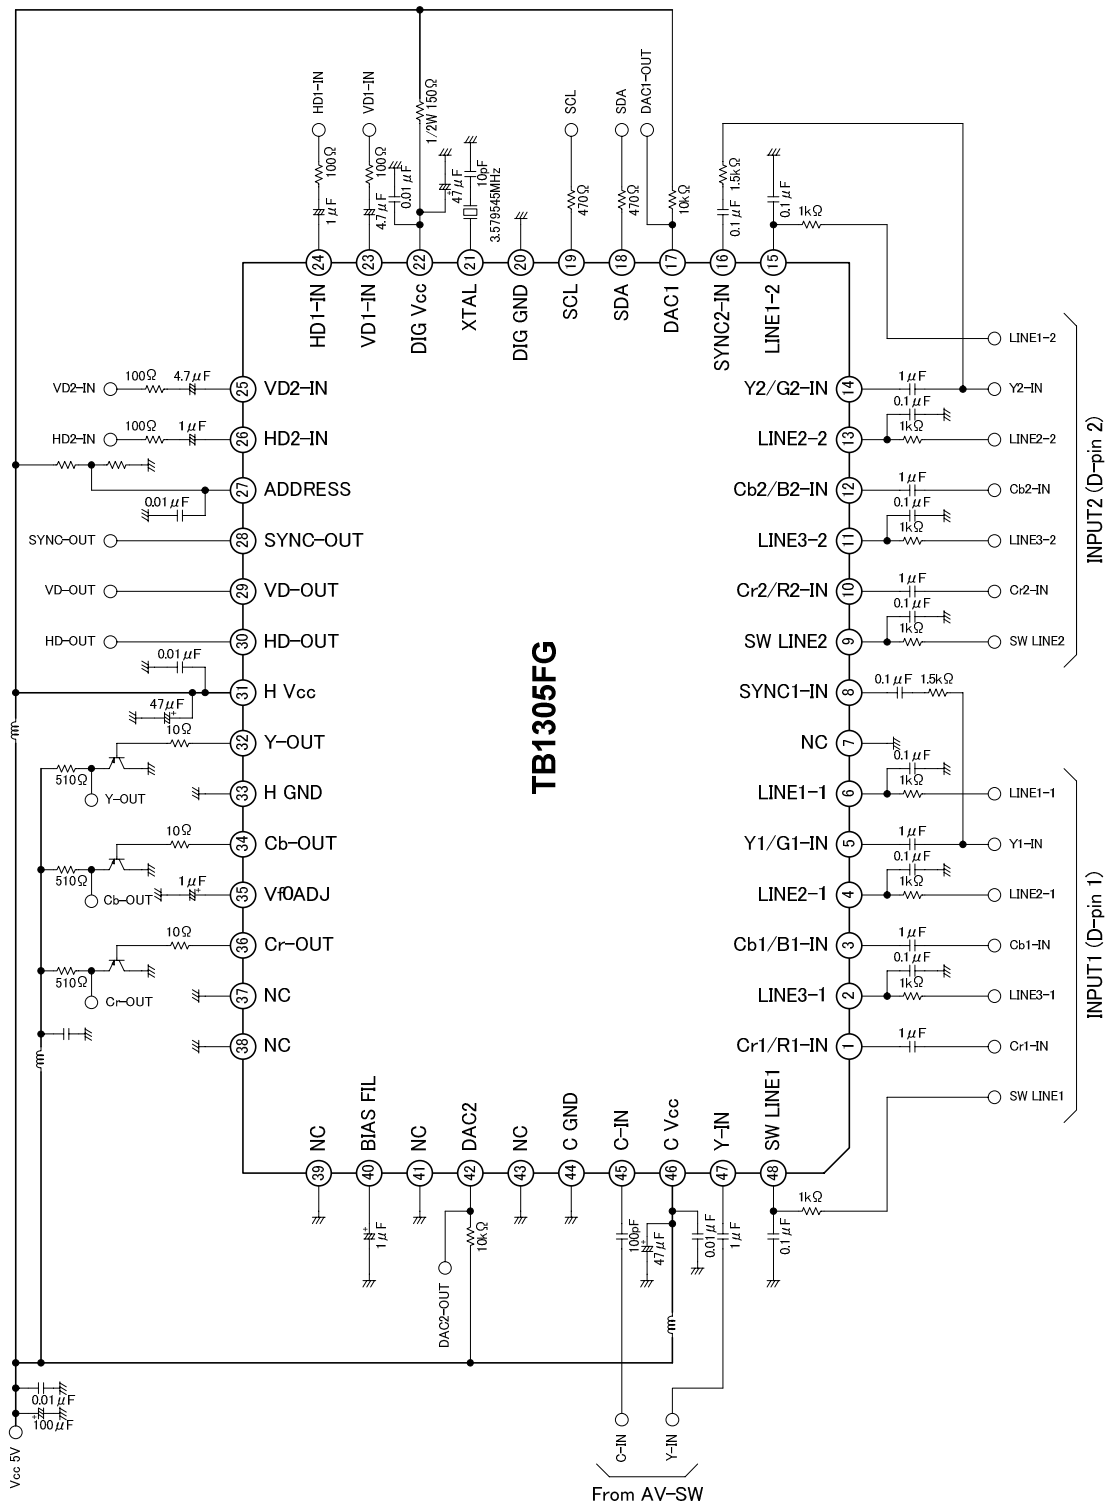 HD1-IN
VD1-IN
SCL
SDA
DAC1-OUT
100Ω
1μF
100Ω
4.7μF
0.01μF
1/2W 150Ω
47μF
+
10pF
3.579545MHz
470Ω
470Ω
10kΩ
1.5kΩ
0.1μF
0.1μF
1kΩ
24
23
22
21
20
19
18
17
16
15
HD1-IN
VD1-IN
DIG Vcc
XTAL
DIG GND
SCL
SDA
DAC1
SYNC2-IN
LINE1-2
LINE1-2
VD2-IN
100Ω
4.7μF
25
VD2-IN
Y2/G2-IN
14
1μF
Y2-IN
HD2-IN
100Ω
1μF
26
HD2-IN
LINE2-2
13
0.1μF
1kΩ
LINE2-2
0.01μF
27
ADDRESS
Cb2/B2-IN
12
1μF
Cb2-IN
SYNC-OUT
28
SYNC-OUT
LINE3-2
11
0.1μF
1kΩ
LINE3-2
VD-OUT
29
VD-OUT
Cr2/R2-IN
10
1μF
Cr2-IN
HD-OUT
30
HD-OUT
SW LINE2
9
0.1μF
1kΩ
SW LINE2
INPUT2 (D-pin 2)
0.01μF
31
H Vcc
47μF
+
SYNC1-IN
8
0.1μF
1.5kΩ
10Ω
32
Y-OUT
510Ω
Y-OUT
NC
7
TB1305FG
33
H GND
LINE1-1
6
0.1μF
1kΩ
LINE1-1
10Ω
34
Cb-OUT
510Ω
Cb-OUT
Y1/G1-IN
5
1μF
Y1-IN
1μF
+
35
Vf0ADJ
LINE2-1
4
0.1μF
1kΩ
LINE2-1
10Ω
36
Cr-OUT
510Ω
Cr-OUT
Cb1/B1-IN
3
1μF
Cb1-IN
37
NC
LINE3-1
2
0.1μF
1kΩ
LINE3-1
38
NC
Cr1/R1-IN
1
1μF
Cr1-IN
SW LINE1
INPUT1 (D-pin 1)
NC
BIAS FIL
NC
DAC2
NC
C GND
C-IN
C Vcc
Y-IN
SW LINE1
39
40
41
42
43
44
45
46
47
48
+
1μF
10kΩ
DAC2-OUT
100pF
+
47μF
0.01μF
1μF
0.1μF
1kΩ
0.01μF
+
100μF
Vcc 5V
C-IN
Y-IN
From AV-SW